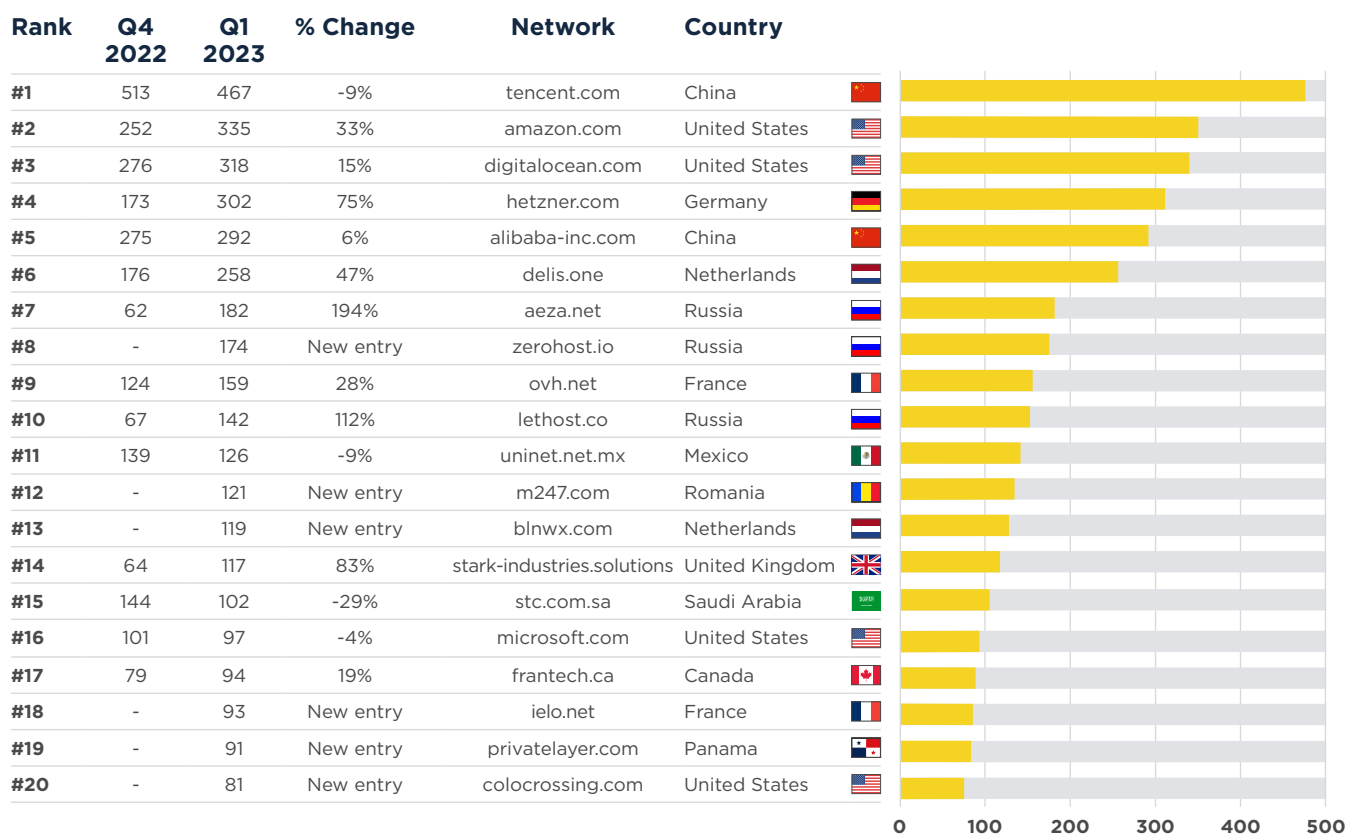 Rank Q4 2022 Q1 2023 % Change Network Country
#1 513 467 -9% tencent.com China
#2 252 335 33% amazon.com United States
#3 276 318 15% digitalocean.com United States
#4 173 302 75% hetzner.com Germany
#5 275 292 6% alibaba-inc.com China
#6 176 258 47% delis.one Netherlands
#7 62 182 194% aeza.net Russia
#8 - 174 New entry zerohost.io Russia
#9 124 159 28% ovh.net France
#10 67 142 112% lethost.co Russia
#11 139 126 -9% uninet.net.mx Mexico
#12 - 121 New entry m247.com Romania
#13 - 119 New entry blnwx.com Netherlands
#14 64 117 83% stark-industries.solutions United Kingdom
#15 144 102 -29% stc.com.sa Saudi Arabia
#16 101 97 -4% microsoft.com United States
#17 79 94 19% frantech.ca Canada
#18 - 93 New entry ielo.net France
#19 - 91 New entry privatelayer.com Panama
#20 - 81 New entry colocrossing.com United States
0 100 200 300 400 500